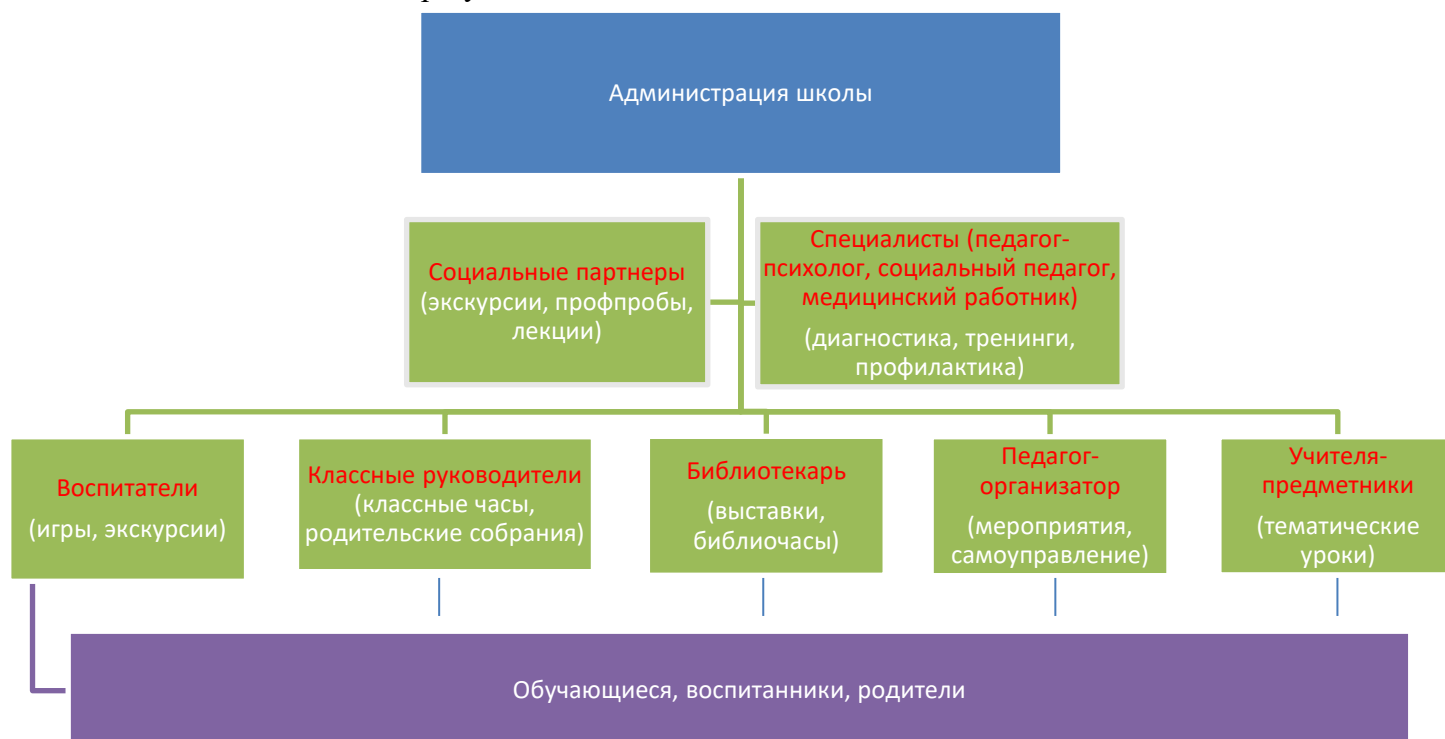 Администрация школы
Социальные партнеры
(экскурсии, профпробы,
лекции)
Специалисты (педагог-
психолог, социальный педагог,
медицинский работник)
(диагностика, тренинги,
профилактика)
Воспитатели
(игры, экскурсии)
Классные руководители
(классные часы,
родительские собрания)
Библиотекарь
(выставки,
библиочасы)
Педагог-
организатор
(мероприятия,
самоуправление)
Учителя-
предметники
(тематические
уроки)
Обучающиеся, воспитанники, родители